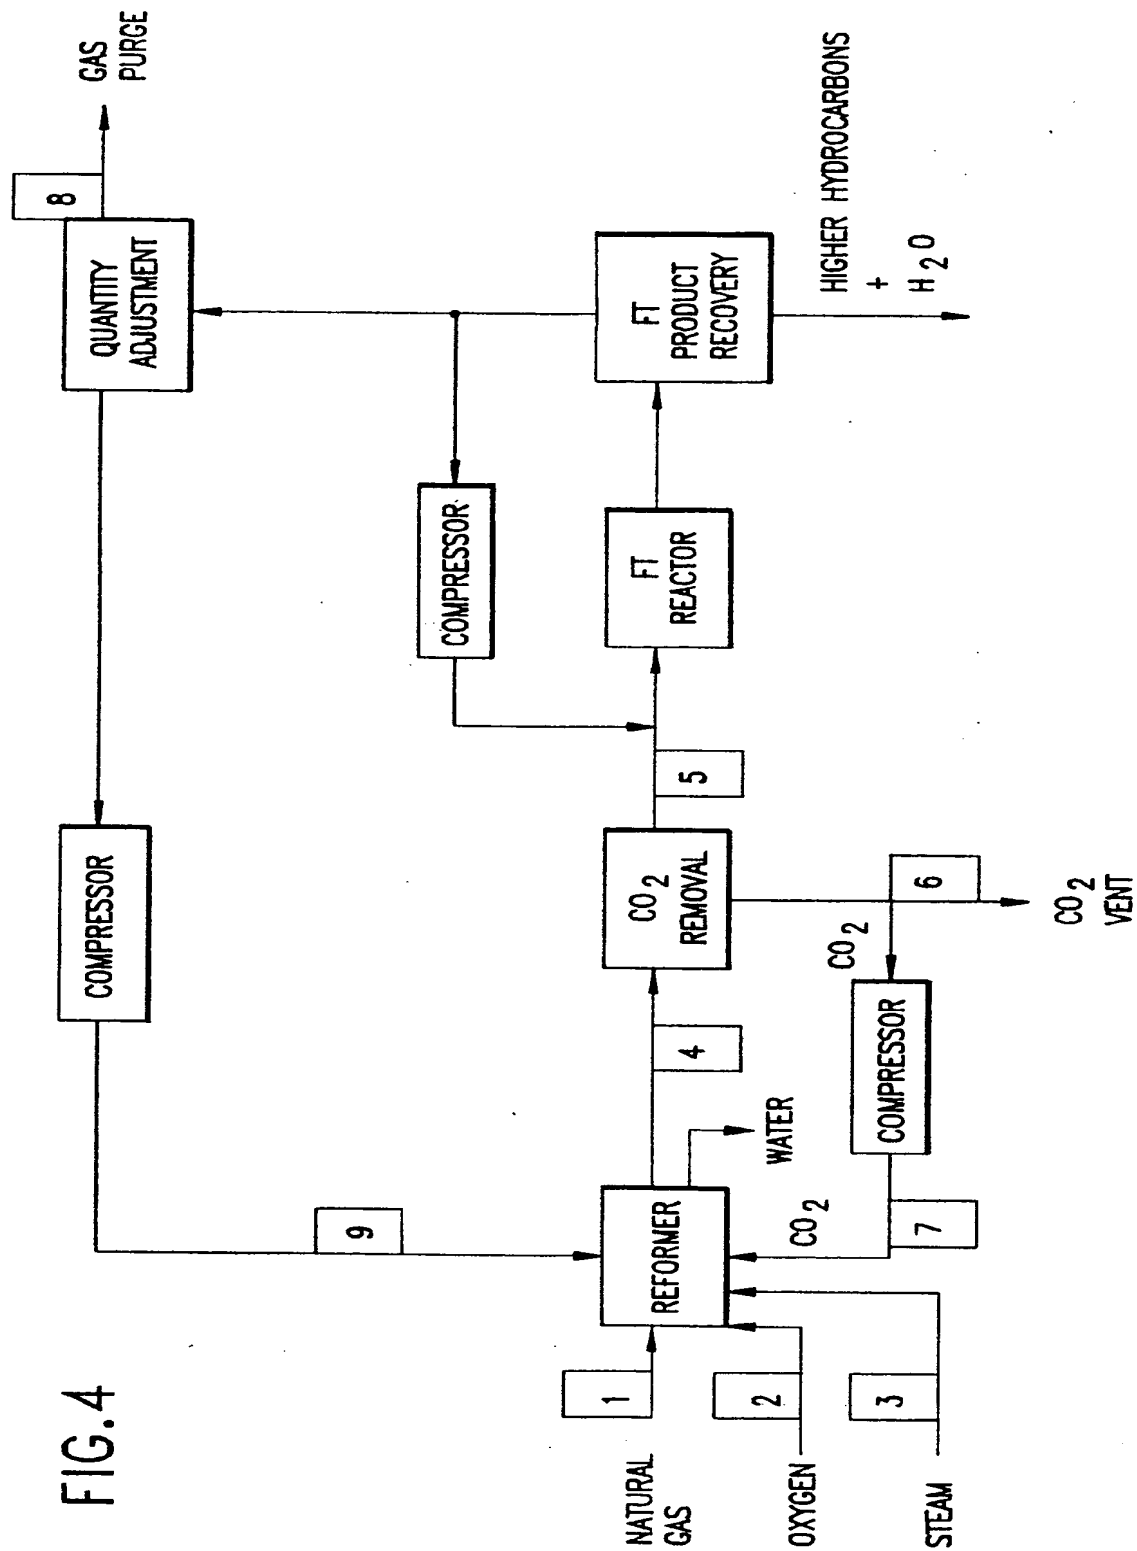 FIG.4
GAS
PURGE
8
QUANTITY
ADJUSTMENT
COMPRESSOR
9
COMPRESSOR
NATURAL
GAS
1
REFORMER
4
CO2
REMOVAL
5
FT
REACTOR
FT
PRODUCT
RECOVERY
WATER
OXYGEN
2
CO2
CO2
HIGHER HYDROCARBONS
+
H2O
STEAM
3
7
COMPRESSOR
6
CO2
VENT